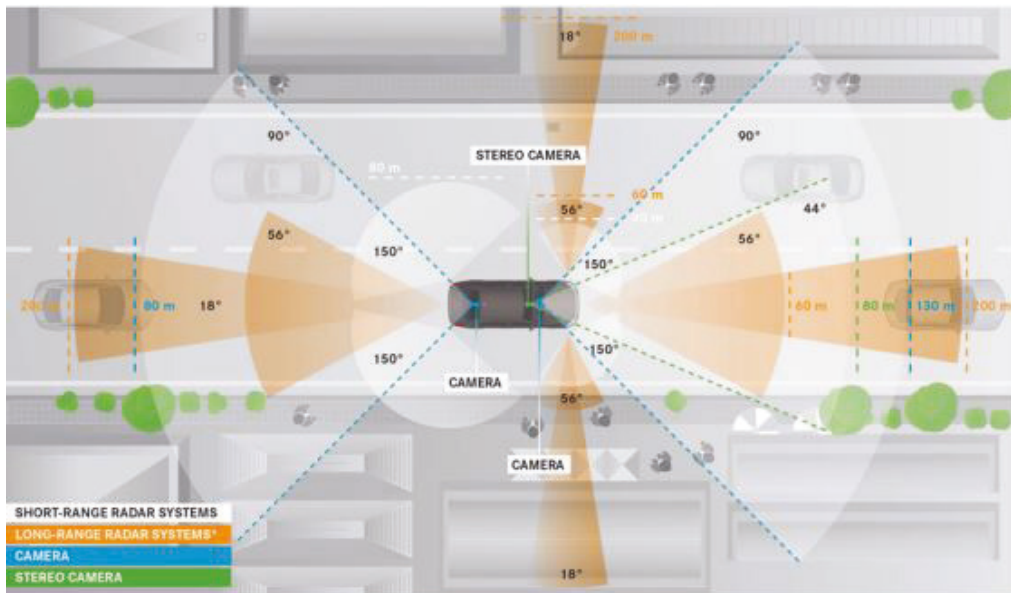 18°
200 m
90°
90°
STEREO CAMERA
80 m
60 m
56°
44°
56°
56°
150°
150°
200 m
80 m
18°
60 m
80 m
130 m
200 m
150°
150°
CAMERA
56°
CAMERA
SHORT-RANGE RADAR SYSTEMS
LONG-RANGE RADAR SYSTEMS*
CAMERA
STEREO CAMERA
18°